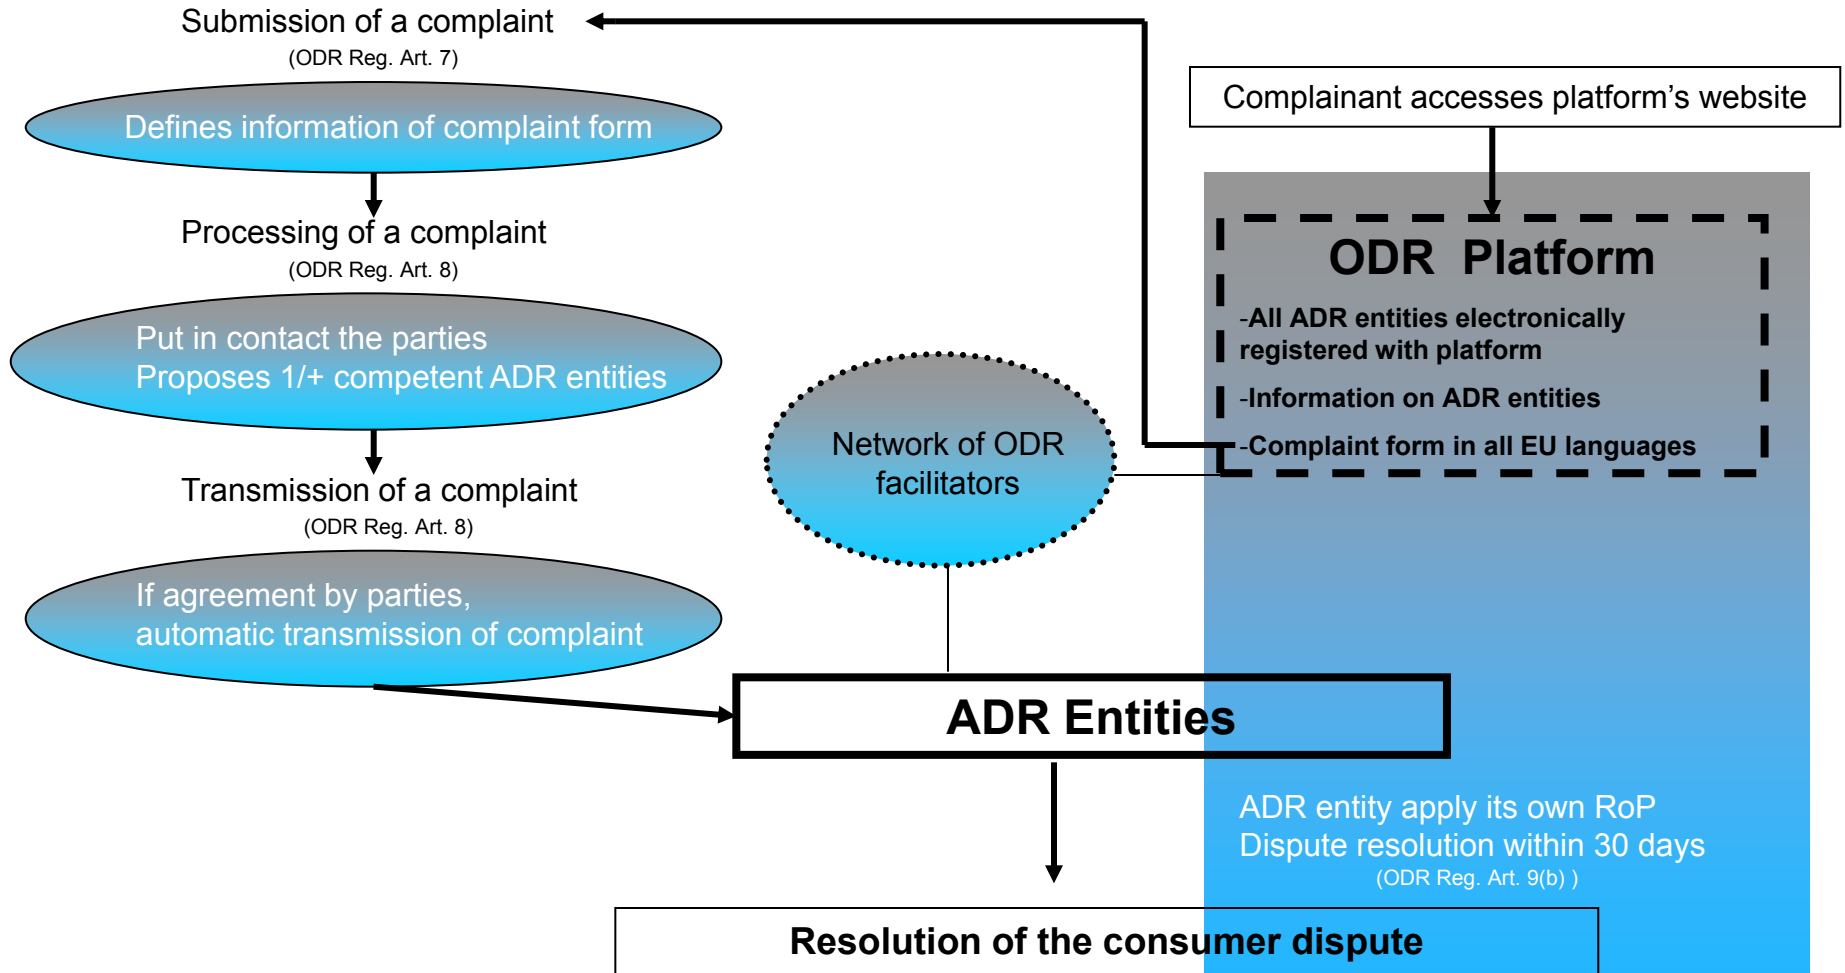 Submission of a complaint
(ODR Reg. Art. 7)
Defines information of complaint form
Processing of a complaint
(ODR Reg. Art. 8)
Put in contact the parties
Proposes 1/+ competent ADR entities
Transmission of a complaint
(ODR Reg. Art. 8)
If agreement by parties,
automatic transmission of complaint
Complainant accesses platform's website
ODR Platform
-All ADR entities electronically
registered with platform
-Information on ADR entities
-Complaint form in all EU languages
Network of ODR
facilitators
ADR Entities
ADR entity apply its own RoP
Dispute resolution within 30 days
(ODR Reg. Art. 9(b) )
Resolution of the consumer dispute